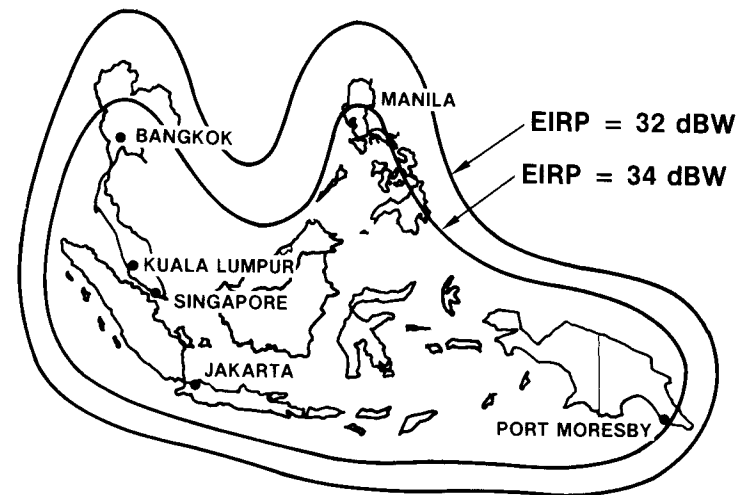 MANILA
EIRP = 32 dBW
BANGKOK
EIRP = 34 dBW
KUALA LUMPUR
SINGAPORE
JAKARTA
PORT MORESBY